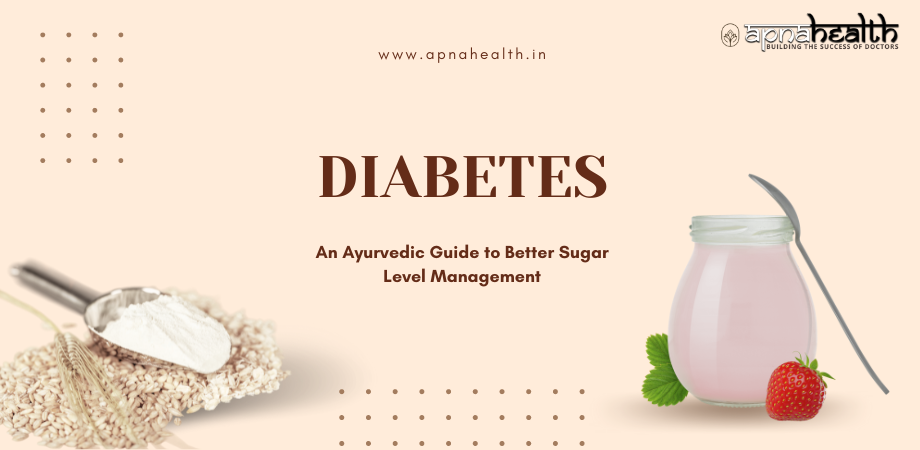 www.apnahealth.in
apnahealth
BUILDING THE SUCCESS OF DOCTORS
DIABETES
An Ayurvedic Guide to Better Sugar
Level Management